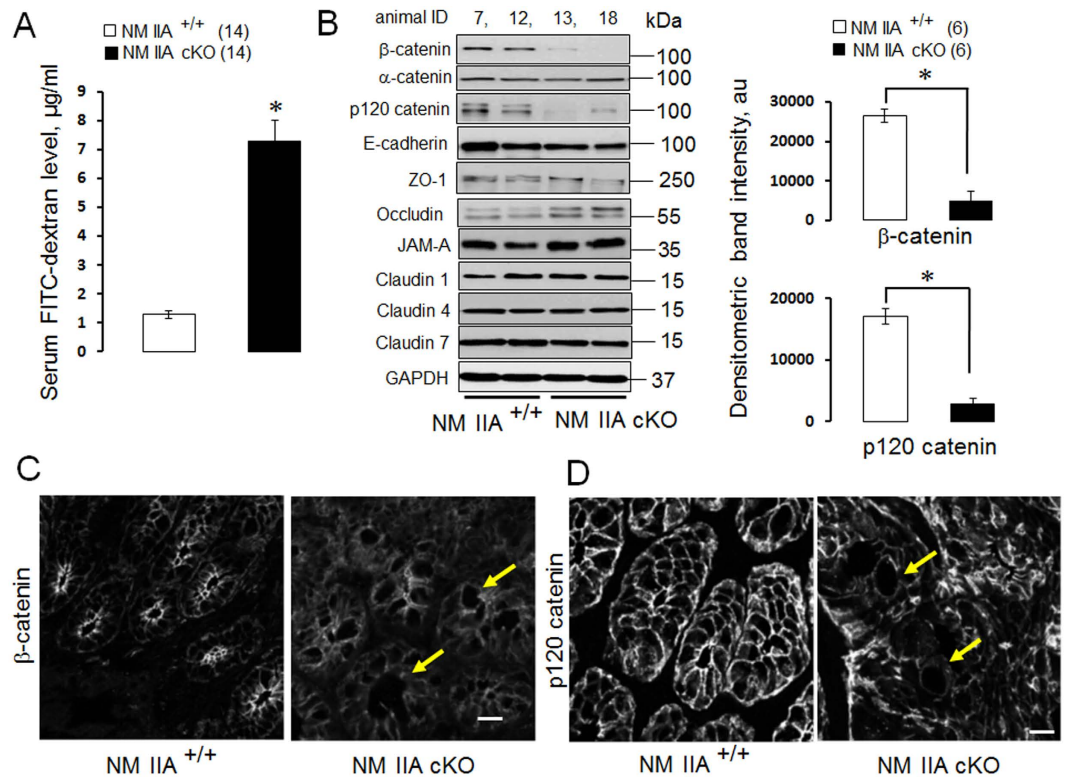 A
NM IIA +/+ (14)
NM IIA cKO (14)
Serum FITC-dextran level, µg/ml
9
8
7
6
5
4
3
2
1
0
*
B
animal ID 7, 12, 13, 18 kDa
β-catenin 100
α-catenin 100
p120 catenin 100
E-cadherin 100
ZO-1 250
Occludin 55
JAM-A 35
Claudin 1 15
Claudin 4 15
Claudin 7 15
GAPDH 37
NM IIA +/+ NM IIA cKO
NM IIA +/+ (6)
NM IIA cKO (6)
Densitometric band intensity, au
30000
20000
10000
0
*
β-catenin
20000
10000
0
*
p120 catenin
C
β-catenin
NM IIA +/+
NM IIA cKO
D
p120 catenin
NM IIA +/+
NM IIA cKO